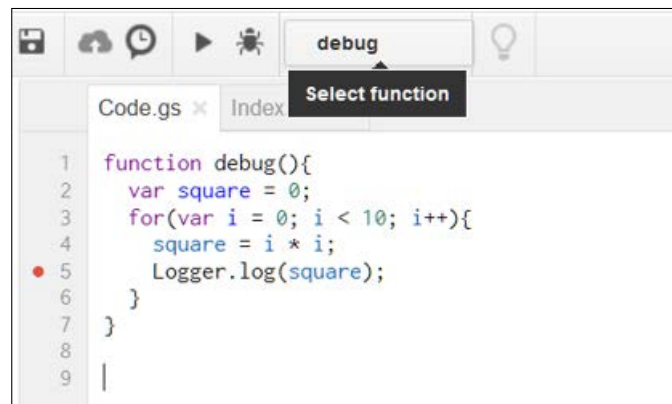 debug
Select function
Code.gs × Index
1 function debug(){
2   var square = 0;
3   for(var i = 0; i < 10; i++){
4     square = i * i;
5     Logger.log(square);
6   }
7 }
8
9